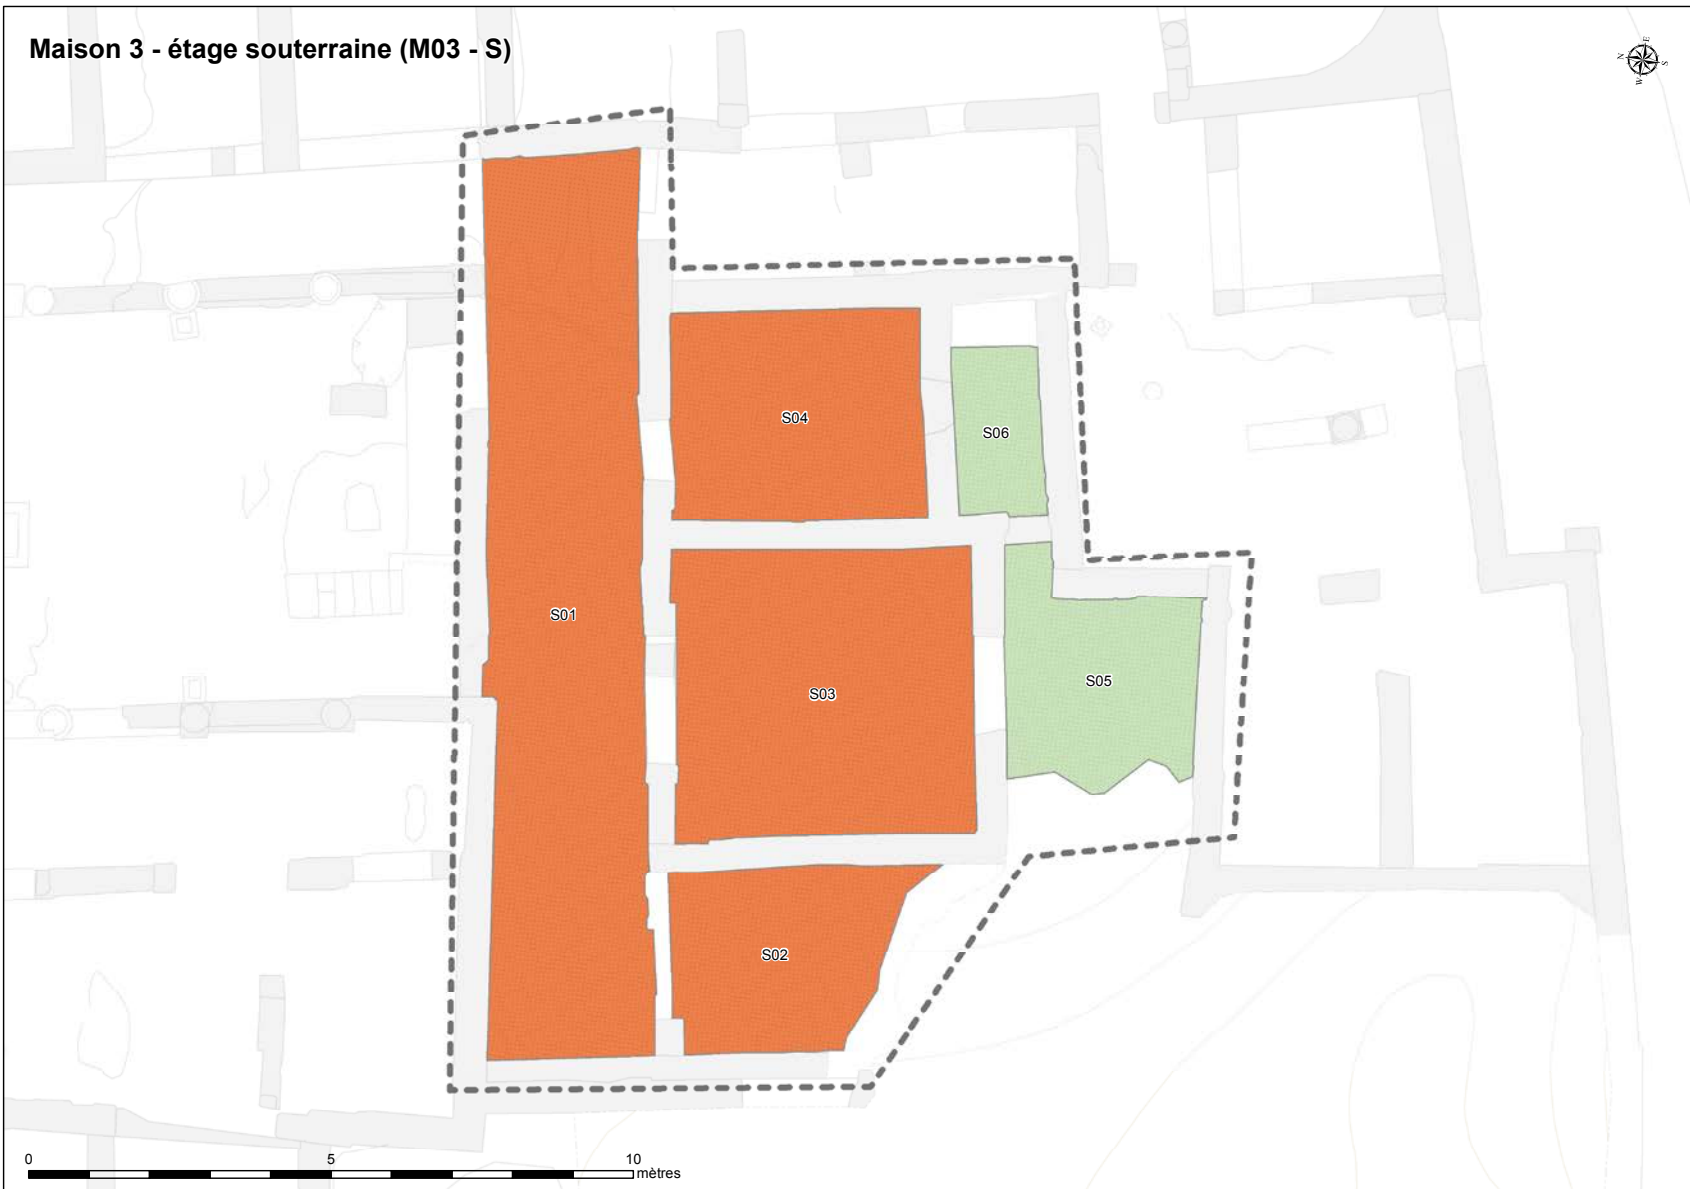 Maison 3 - étage souterraine (M03 - S)
N
E
S
W
S04
S06
S01
S05
S03
S02
0 5 10
mètres